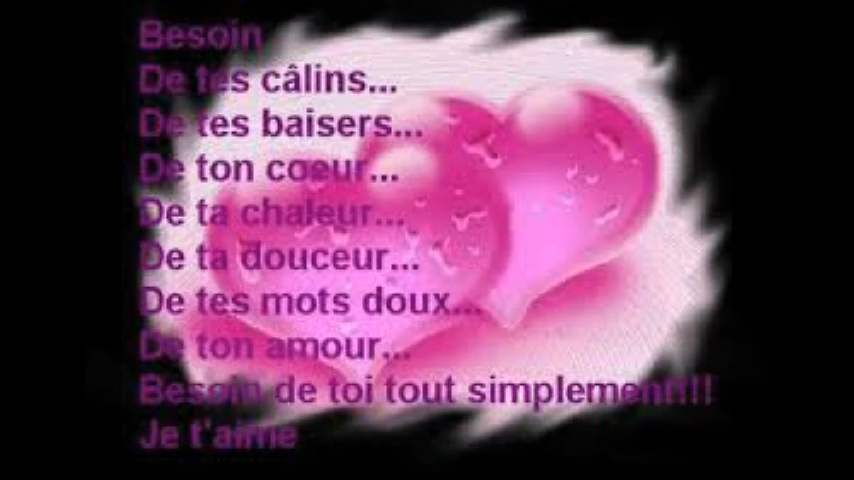 Besoin
De tes câlins...
De tes baisers...
De ton coeur...
De ta chaleur...
De ta douceur...
De tes mots doux...
De ton amour...
Besoin de toi tout simplement!!!!
Je t'aime